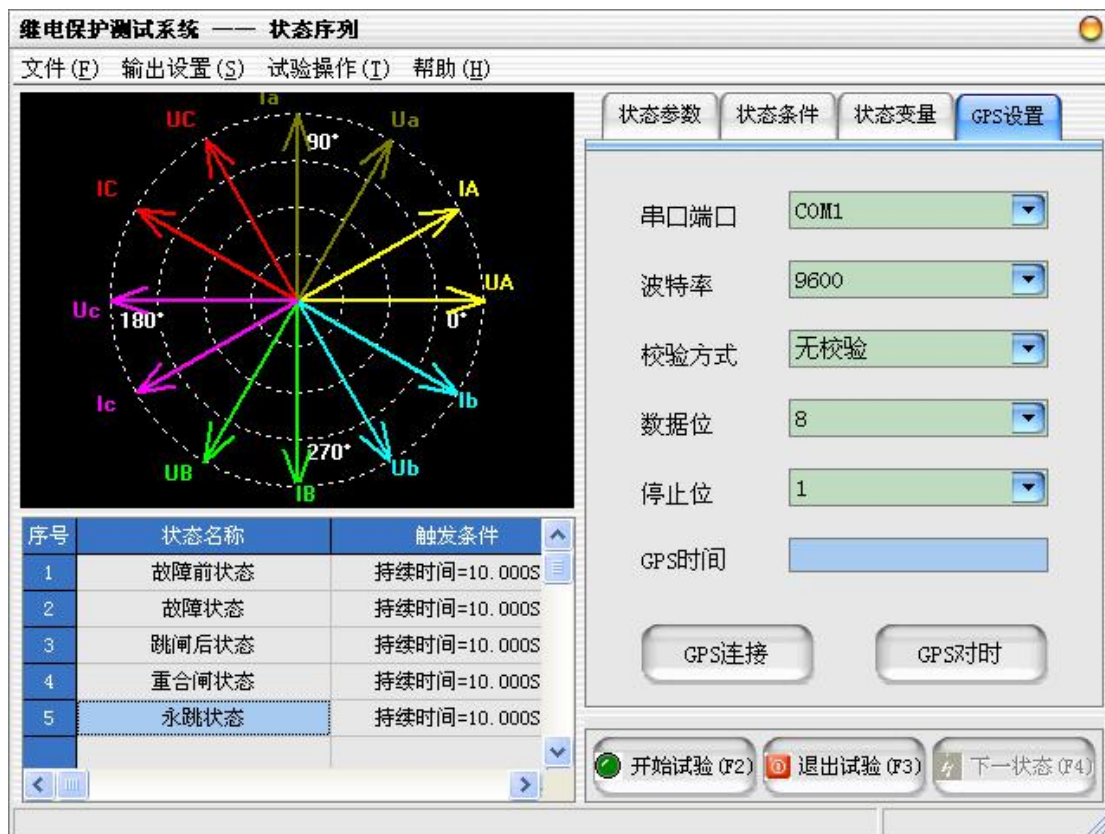 继电保护测试系统 —— 状态序列
文件(F) 输出设置(S) 试验操作(T) 帮助(H)
Ia
UC
90°
Ua
IC
IA
UA
Uc
180°
0°
Ic
Ib
270°
Ub
UB
IB
状态参数 状态条件 状态变量 GPS设置
串口端口 COM1
波特率 9600
校验方式 无校验
数据位 8
停止位 1
GPS时间
GPS连接 GPS对时
序号 状态名称 触发条件
1 故障前状态 持续时间=10.000S
2 故障状态 持续时间=10.000S
3 跳闸后状态 持续时间=10.000S
4 重合闸状态 持续时间=10.000S
5 永跳状态 持续时间=10.000S
开始试验(F2) 退出试验(F3) 下一状态(F4)